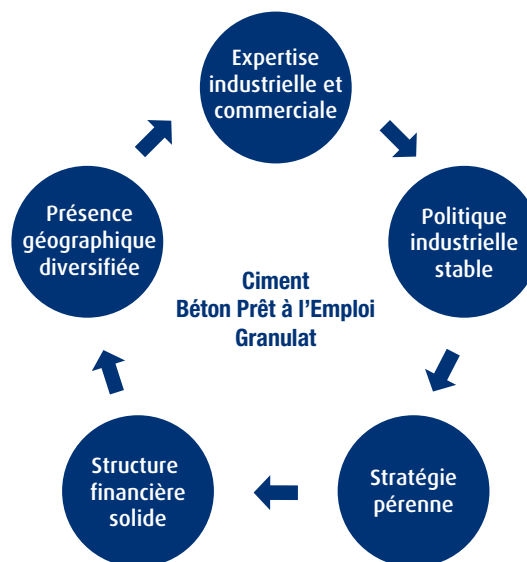 Expertise
industrielle et
commerciale
Politique
industrielle
stable
Stratégie
pérenne
Structure
financière
solide
Présence
géographique
diversifiée
Ciment
Béton Prêt à l'Emploi
Granulat